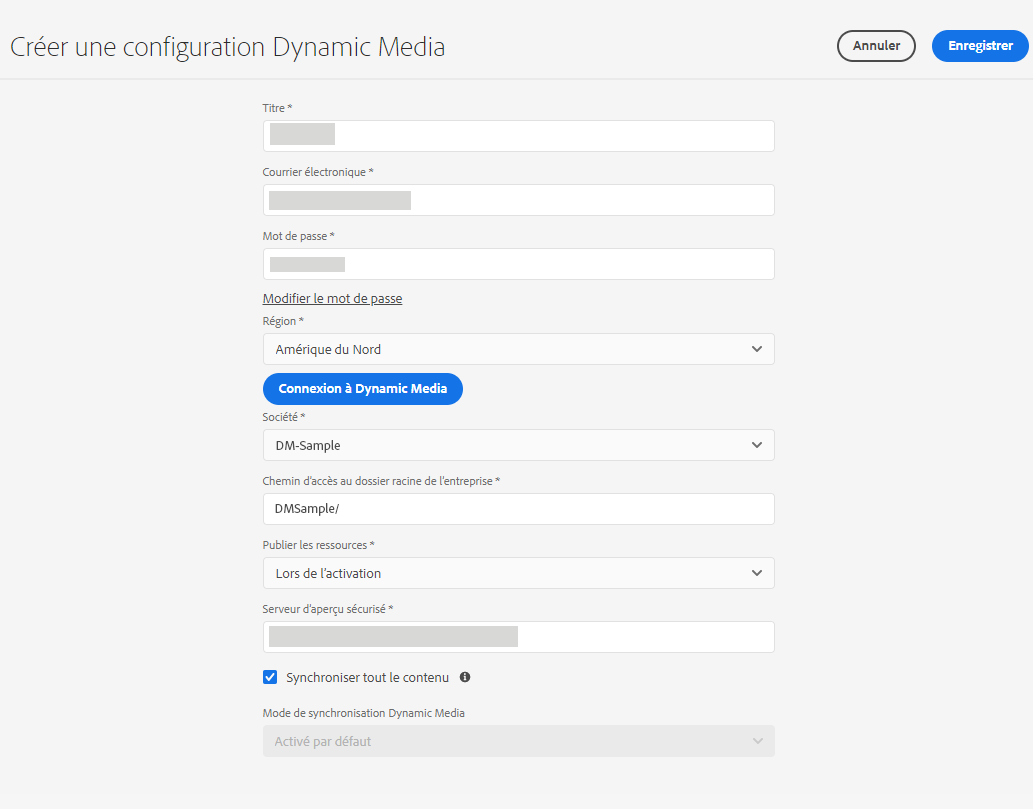 Créer une configuration Dynamic Media
Annuler
Enregistrer
Titre *
Courrier électronique *
Mot de passe *
Modifier le mot de passe
Région *
Amérique du Nord
Connexion à Dynamic Media
Société *
DM-Sample
Chemin d'accès au dossier racine de l'entreprise *
DMSample/
Publier les ressources *
Lors de l'activation
Serveur d'aperçu sécurisé *
Synchroniser tout le contenu
Mode de synchronisation Dynamic Media
Activé par défaut